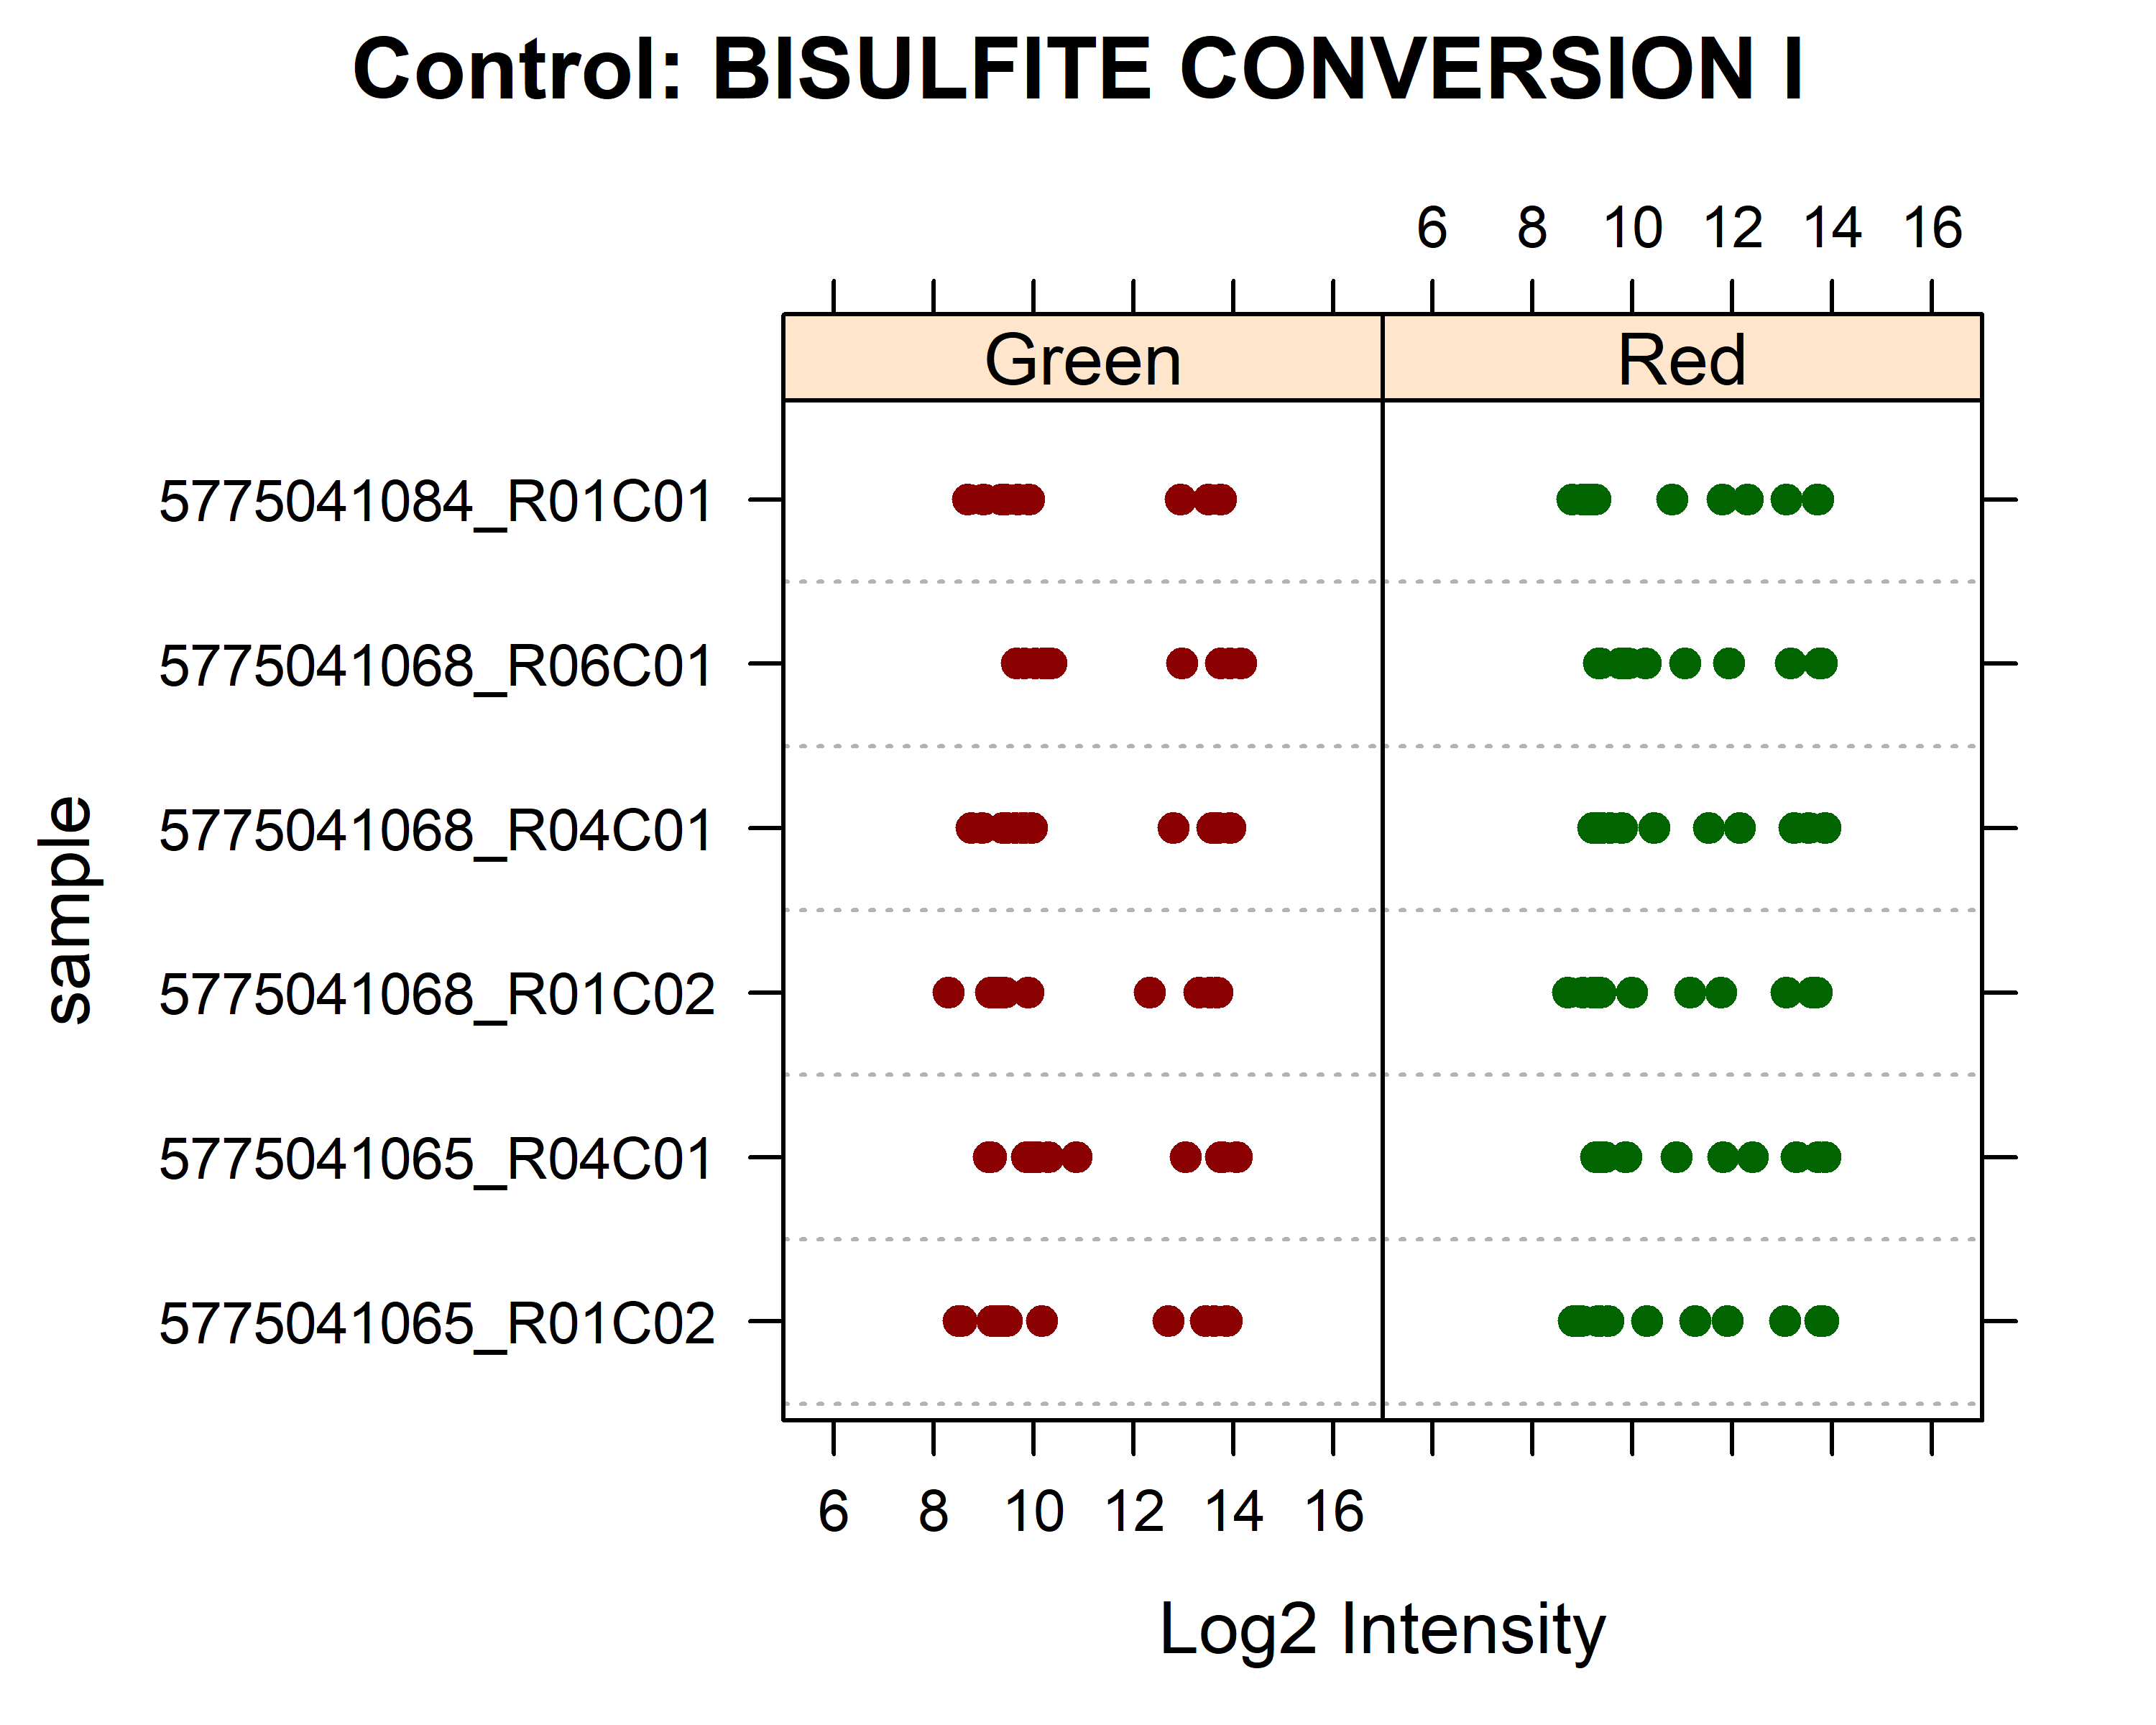 Control: BISULFITE CONVERSION I
6 8 10 12 14 16
Green Red
5775041084_R01C01
5775041068_R06C01
5775041068_R04C01
5775041068_R01C02
5775041065_R04C01
5775041065_R01C02
sample
6 8 10 12 14 16
Log2 Intensity